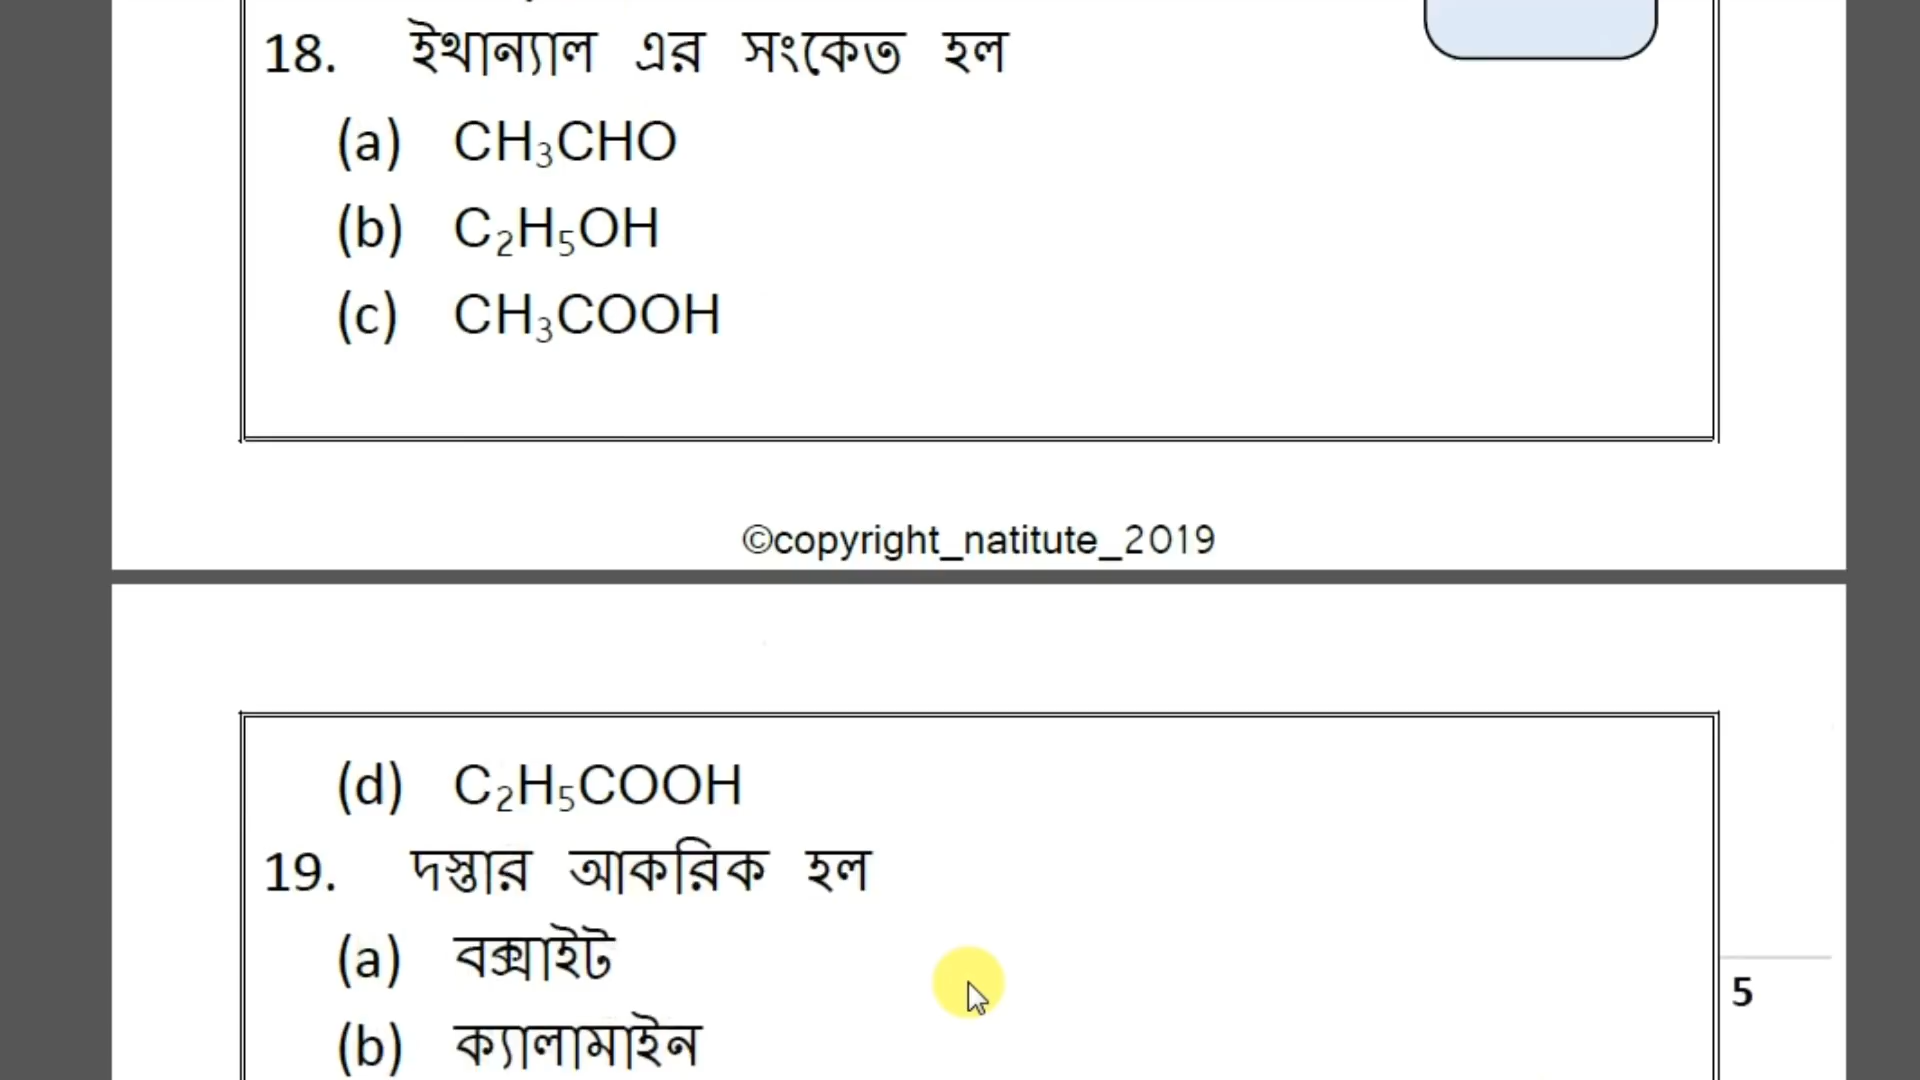 18. ইথান্যাল এর সংকেত হল
(a) CH₃CHO
(b) C₂H₅OH
(c) CH₃COOH
©copyright_natitute_2019
(d) C₂H₅COOH
19. দস্তার আকরিক হল
(a) বক্সাইট
5
(b) ক্যালামাইন